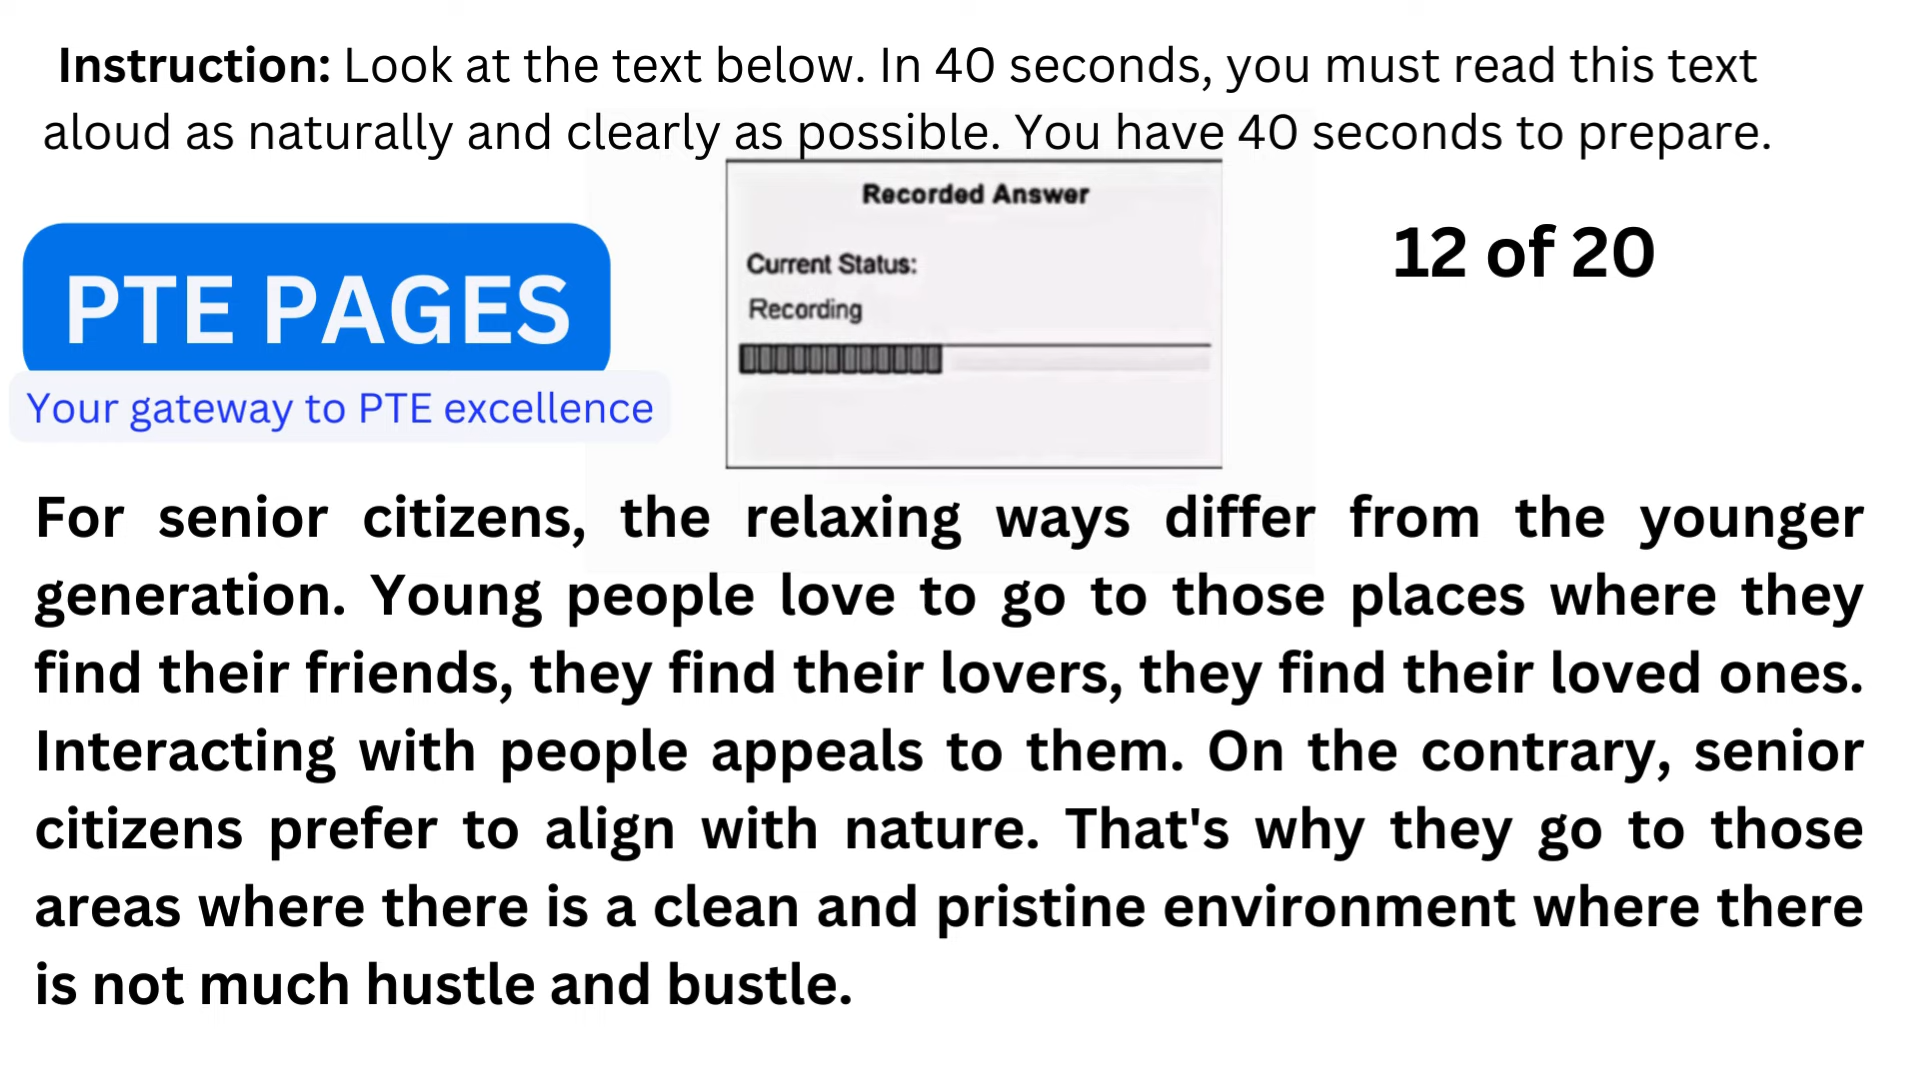 Instruction: Look at the text below. In 40 seconds, you must read this text
aloud as naturally and clearly as possible. You have 40 seconds to prepare.
Recorded Answer
Current Status:
Recording
12 of 20
PTE PAGES
Your gateway to PTE excellence
For senior citizens, the relaxing ways differ from the younger
generation. Young people love to go to those places where they
find their friends, they find their lovers, they find their loved ones.
Interacting with people appeals to them. On the contrary, senior
citizens prefer to align with nature. That's why they go to those
areas where there is a clean and pristine environment where there
is not much hustle and bustle.